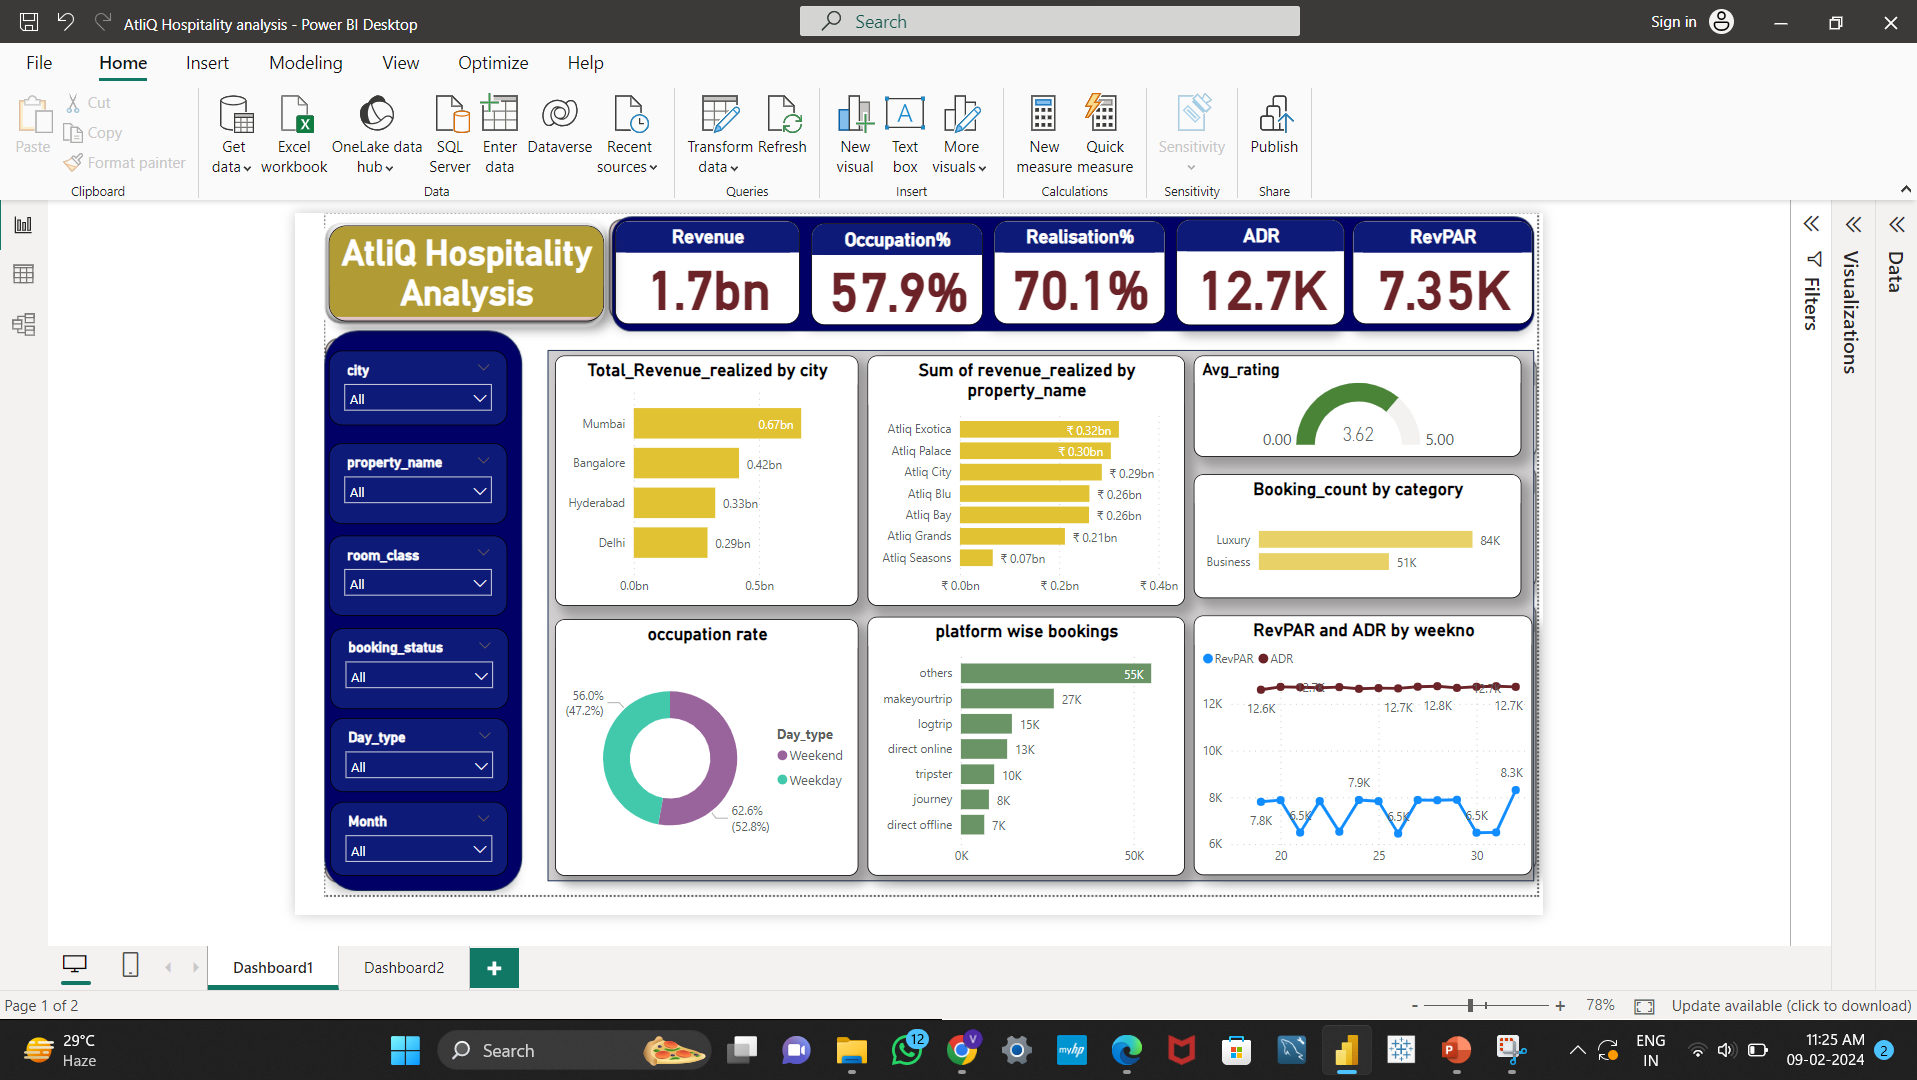 AtliQ Hospitality analysis - Power BI Desktop
Search
Sign in
File
Home
Insert
Modeling
View
Optimize
Help
Paste
Cut
Copy
Format painter
Clipboard
Get
data
Excel
workbook
OneLake data
hub
SQL
Server
Enter
data
Dataverse
Recent
sources
Data
Transform
data
Refresh
Queries
New
visual
Text
box
More
visuals
Insert
New
measure
Quick
measure
Calculations
Sensitivity
Sensitivity
Publish
Share
AtliQ Hospitality
Analysis
Revenue
1.7bn
Occupation%
57.9%
Realisation%
70.1%
ADR
12.7K
RevPAR
7.35K
Filters
Visualizations
Data
city
All
property_name
All
room_class
All
booking_status
All
Day_type
All
Month
All
Total_Revenue_realized by city
Mumbai
0.67bn
Bangalore
0.42bn
Hyderabad
0.33bn
Delhi
0.29bn
0.0bn
0.5bn
Sum of revenue_realized by
property_name
Atliq Exotica
₹ 0.32bn
Atliq Palace
₹ 0.30bn
Atliq City
₹ 0.29bn
Atliq Blu
₹ 0.26bn
Atliq Bay
₹ 0.26bn
Atliq Grands
₹ 0.21bn
Atliq Seasons
₹ 0.07bn
₹ 0.0bn
₹ 0.2bn
₹ 0.4bn
Avg_rating
0.00
3.62
5.00
Booking_count by category
Luxury
84K
Business
51K
occupation rate
56.0%
(47.2%)
62.6%
(52.8%)
Day_type
Weekend
Weekday
platform wise bookings
others
55K
makeyourtrip
27K
logtrip
15K
direct online
13K
tripster
10K
journey
8K
direct offline
7K
0K
50K
RevPAR and ADR by weekno
RevPAR
ADR
12K
10K
8K
6K
12.6K
12.7K
12.7K
12.8K
12.7K
12.7K
7.8K
6.5K
7.9K
6.5K
6.5K
8.3K
20
25
30
Dashboard1
Dashboard2
Page 1 of 2
78%
Update available (click to download)
29°C
Haze
Search
12
V
myhp
P
ENG
IN
11:25 AM
09-02-2024
2